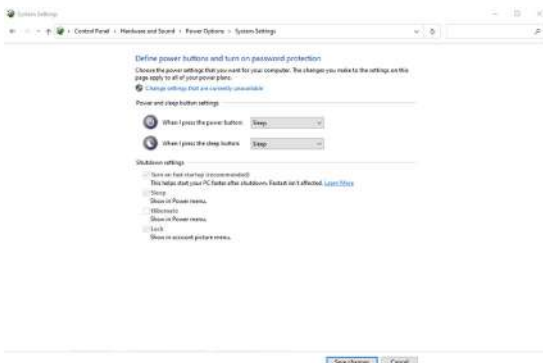 System Settings
Control Panel > Hardware and Sound > Power Options > System Settings
Define power buttons and turn on password protection
Choose the power settings that you want for your computer. The changes you make to the settings on this
page apply to all of your power plans.
Change settings that are currently unavailable
Power and sleep button settings
When I press the power button: Sleep
When I press the sleep button: Sleep
Shutdown settings
Turn on fast startup (recommended)
This helps start your PC faster after shutdown. Restart isn't affected. Learn More
Sleep
Show in Power menu.
Hibernate
Show in Power menu.
Lock
Show in account picture menu.
Save changes Cancel